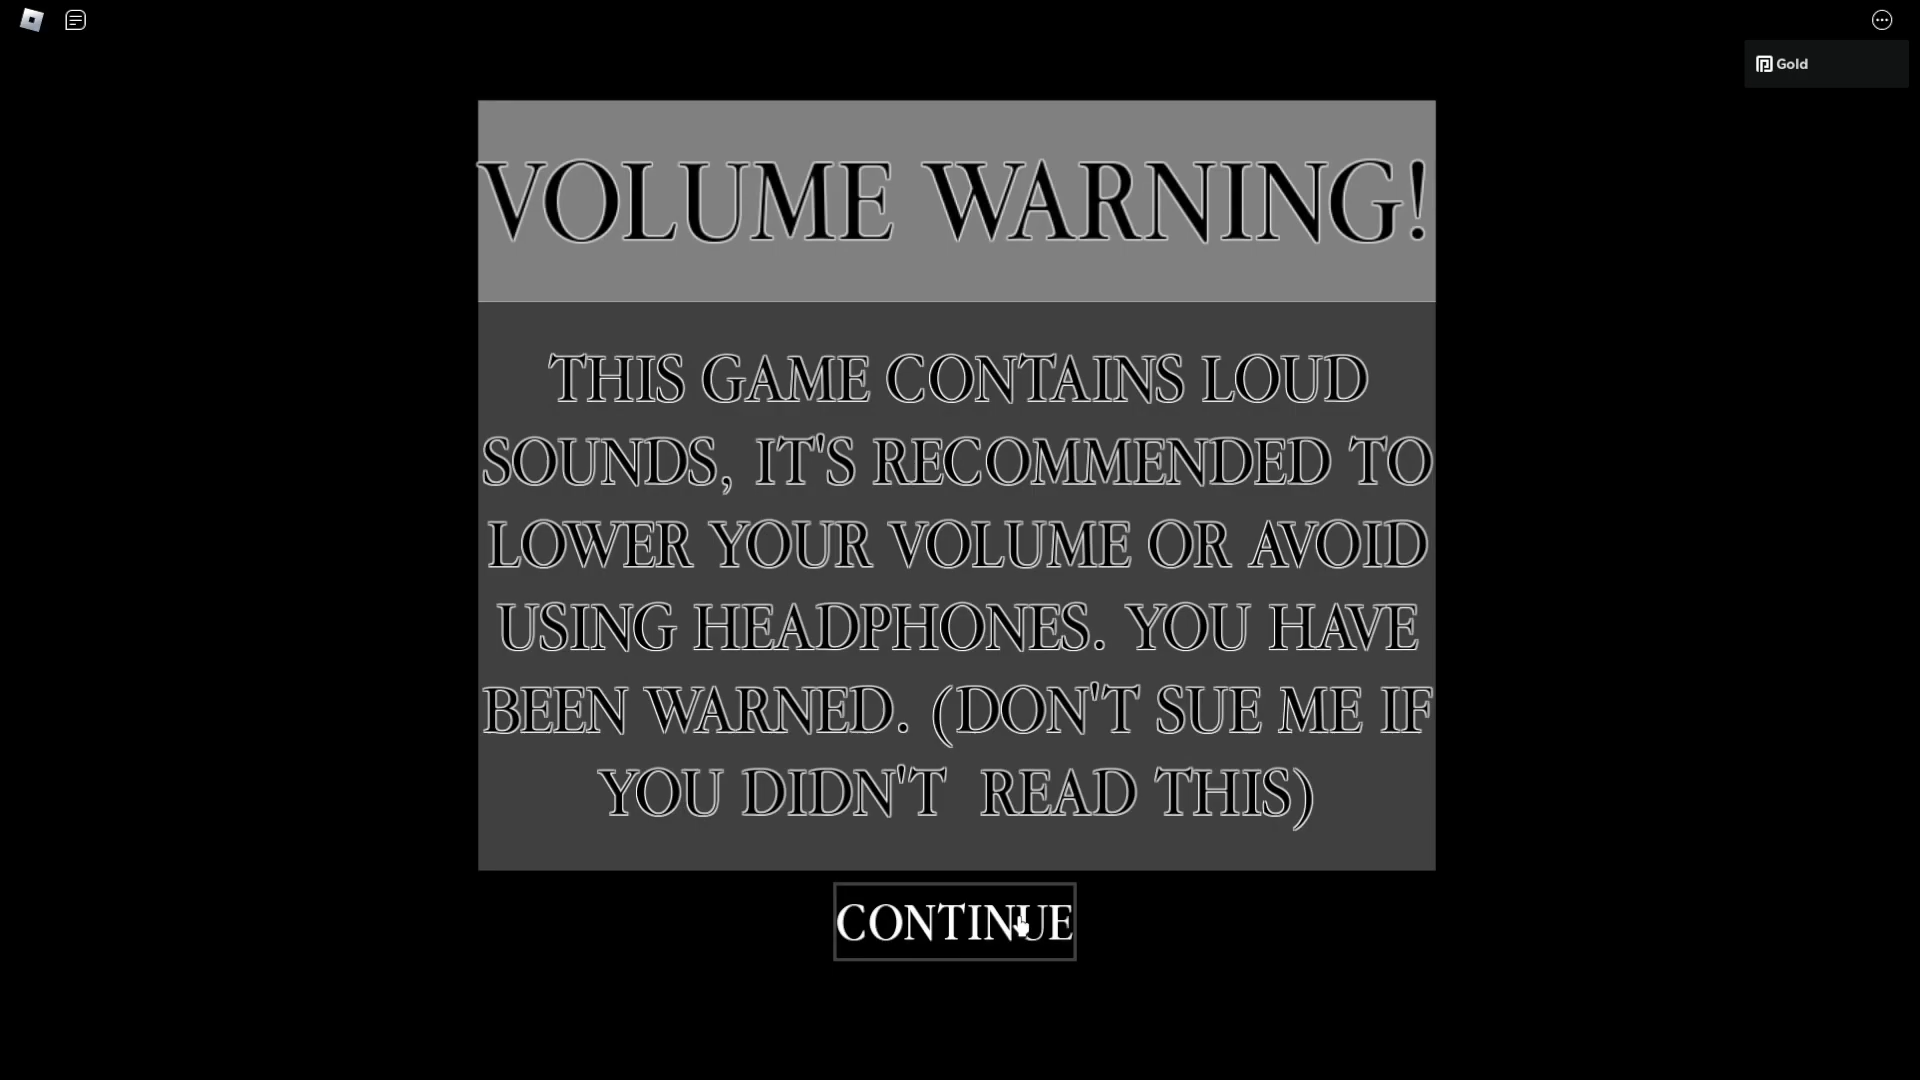 Gold
VOLUME WARNING!
THIS GAME CONTAINS LOUD
SOUNDS, IT'S RECOMMENDED TO
LOWER YOUR VOLUME OR AVOID
USING HEADPHONES. YOU HAVE
BEEN WARNED. (DON'T SUE ME IF
YOU DIDN'T  READ THIS)
CONTINUE